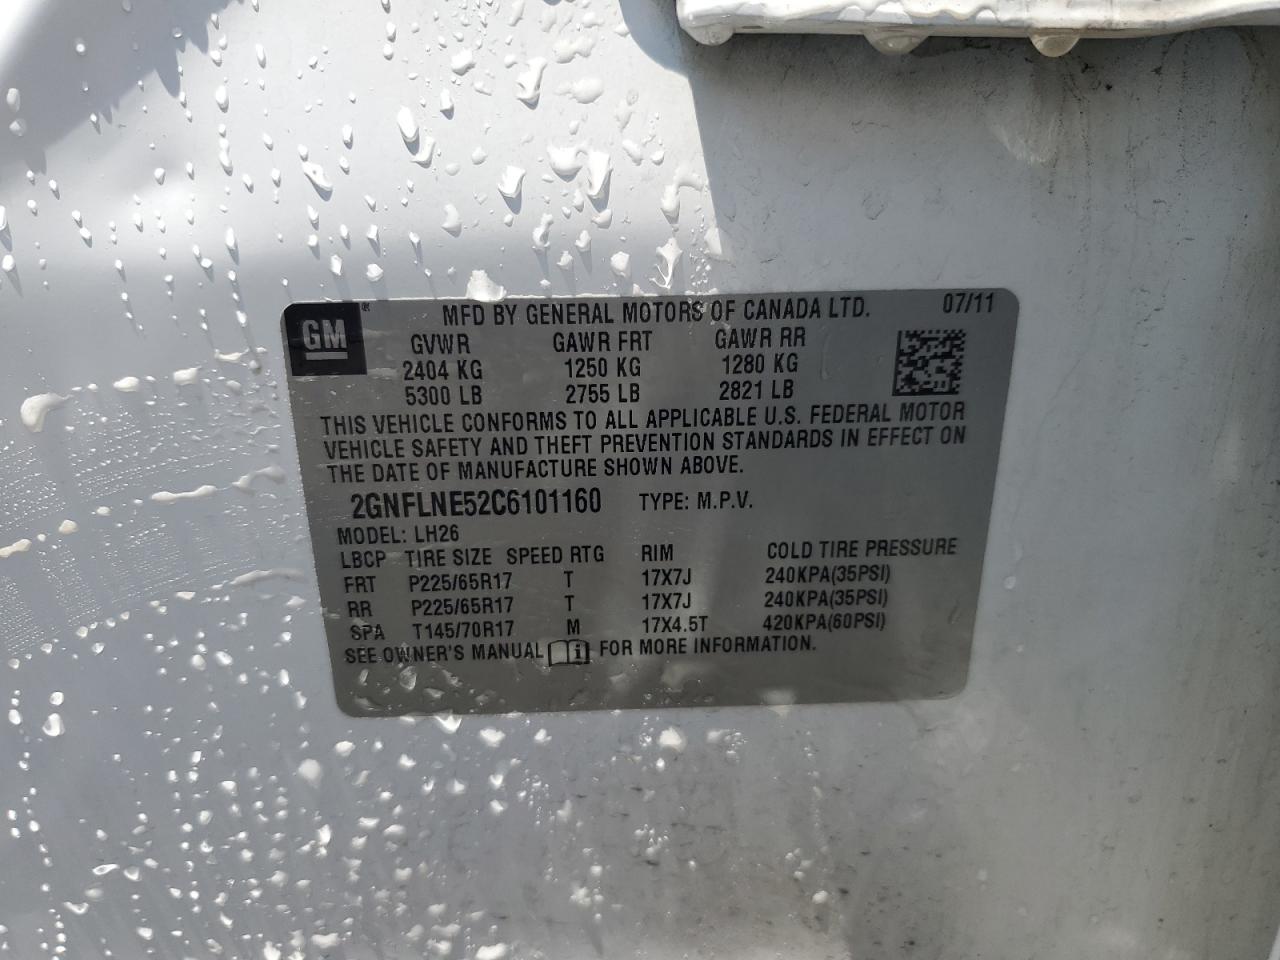 GM ® MFD BY GENERAL MOTORS OF CANADA LTD. 07/11
GVWR GAWR FRT GAWR RR
2404 KG 1250 KG 1280 KG
5300 LB 2755 LB 2821 LB
THIS VEHICLE CONFORMS TO ALL APPLICABLE U.S. FEDERAL MOTOR
VEHICLE SAFETY AND THEFT PREVENTION STANDARDS IN EFFECT ON
THE DATE OF MANUFACTURE SHOWN ABOVE.
2GNFLNE52C6101160 TYPE: M.P.V.
MODEL: LH26
LBCP TIRE SIZE SPEED RTG RIM COLD TIRE PRESSURE
FRT P225/65R17 T 17X7J 240KPA(35PSI)
RR P225/65R17 T 17X7J 240KPA(35PSI)
SPA T145/70R17 M 17X4.5T 420KPA(60PSI)
SEE OWNER'S MANUAL i FOR MORE INFORMATION.